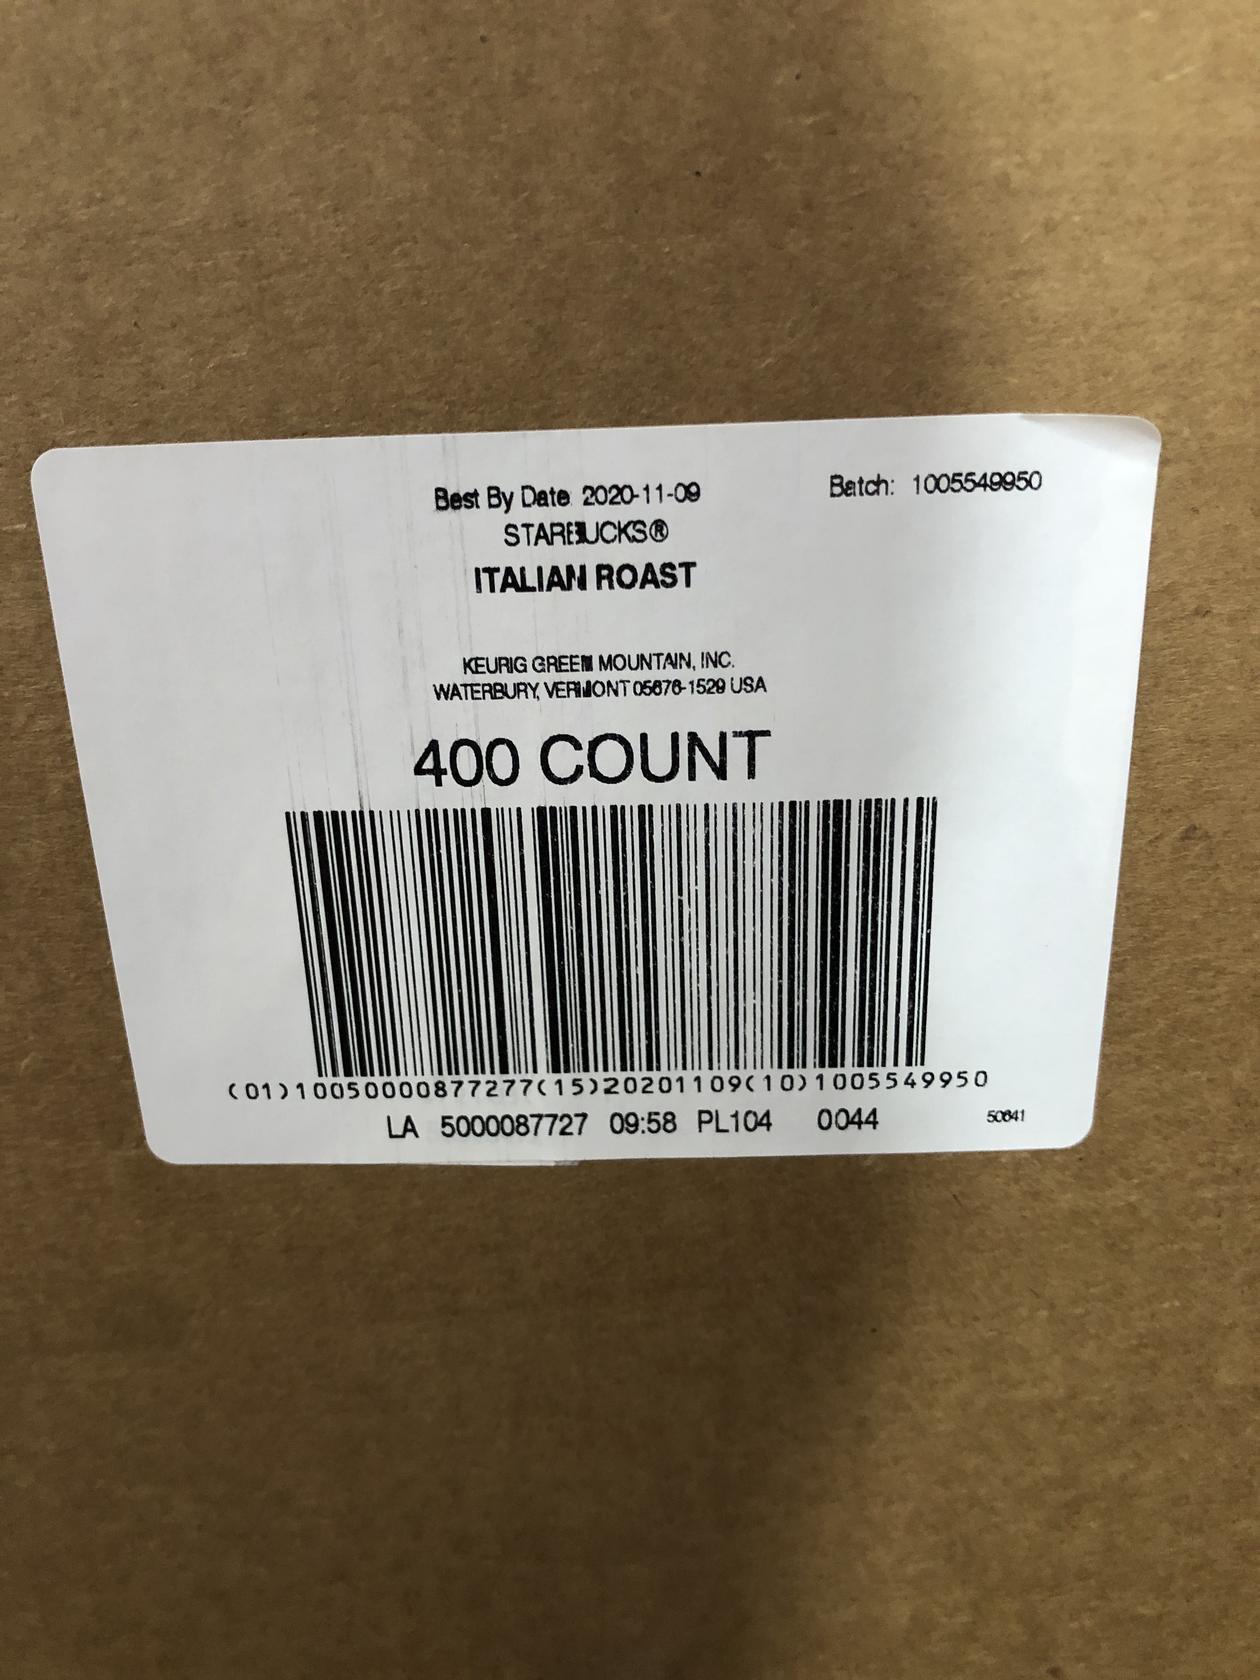 Best By Date 2020-11-09 Batch: 1005549950
STARBUCKS®
ITALIAN ROAST
KEURIG GREEN MOUNTAIN, INC.
WATERBURY, VERMONT 05676-1529 USA
400 COUNT
(01)10050000877277(15)20201109(10)1005549950
LA 5000087727 09:58 PL104 0044 50641